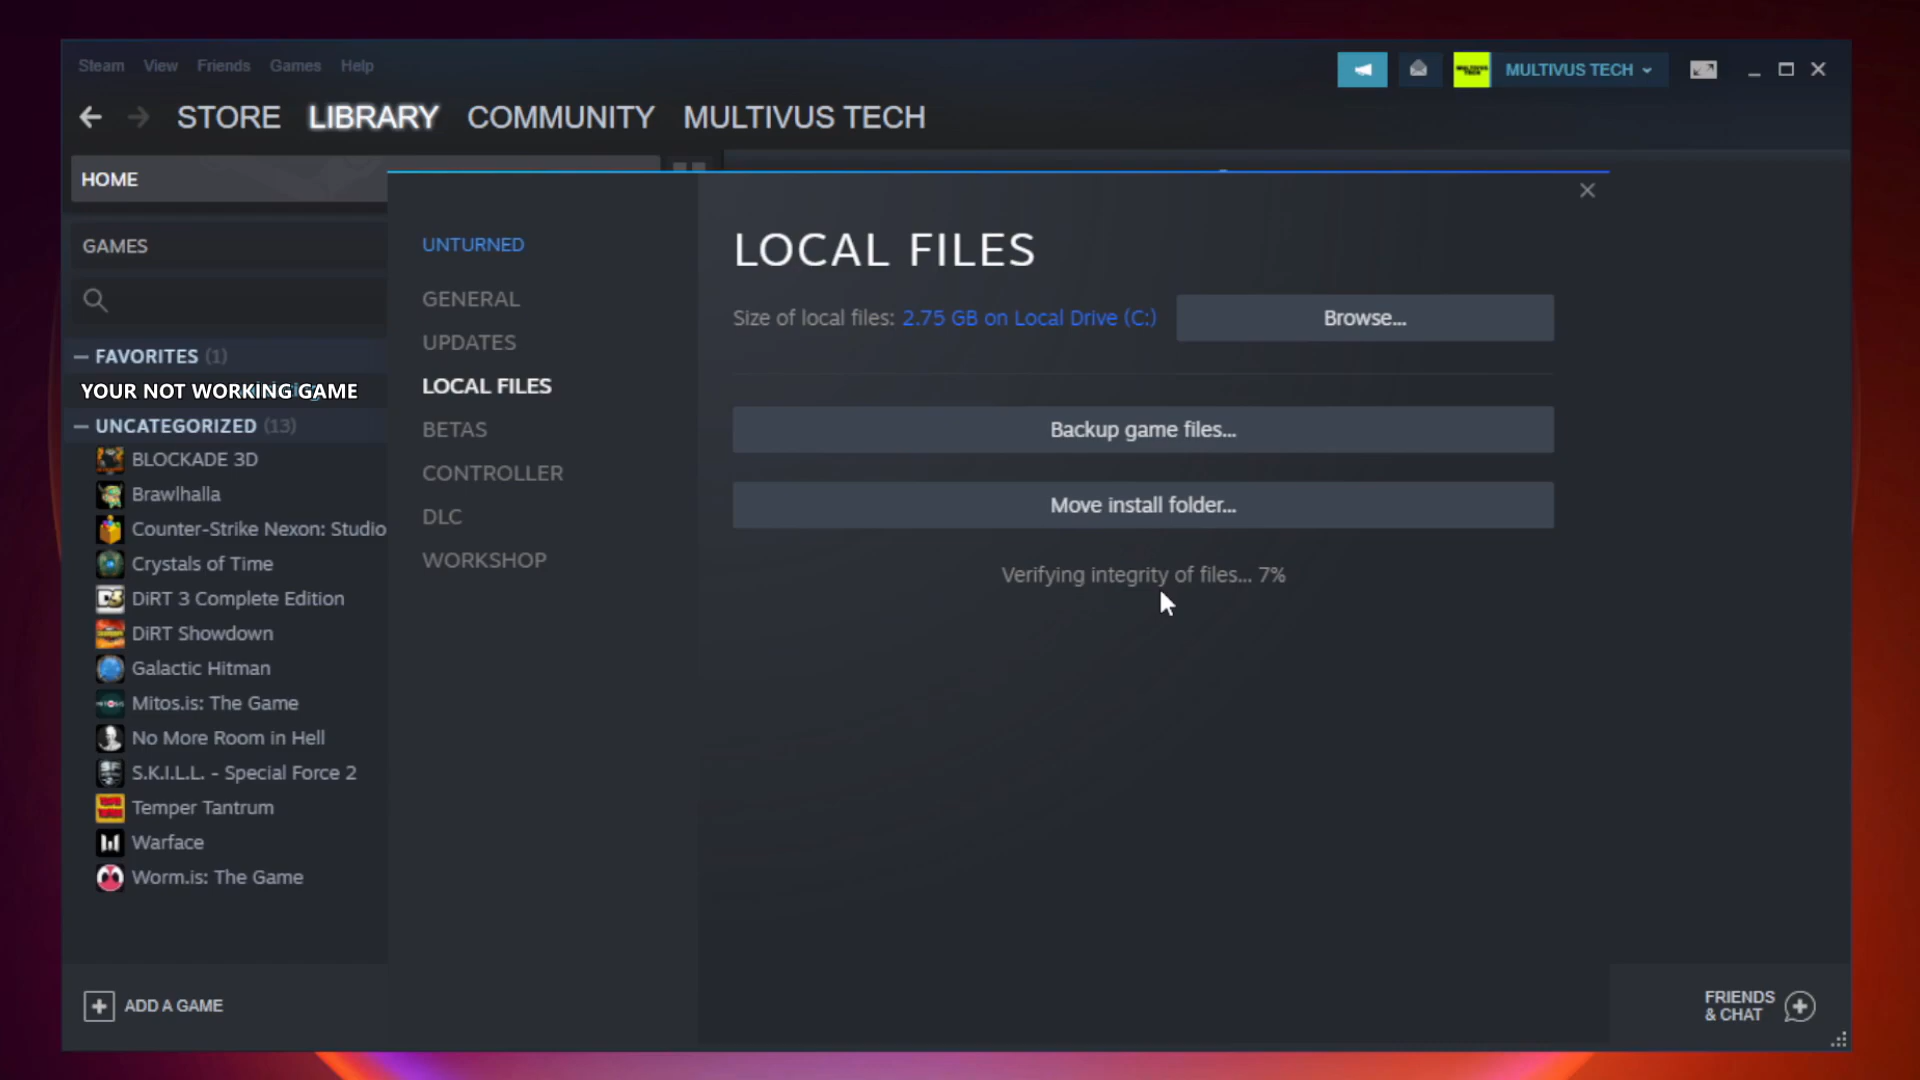 Steam View Friends Games Help
MULTIVUS TECH
STORE LIBRARY COMMUNITY MULTIVUS TECH
HOME
GAMES
— FAVORITES (1)
YOUR NOT WORKING GAME
— UNCATEGORIZED (13)
BLOCKADE 3D
Brawlhalla
Counter-Strike Nexon: Studio
Crystals of Time
DiRT 3 Complete Edition
DiRT Showdown
Galactic Hitman
Mitos.is: The Game
No More Room in Hell
S.K.I.L.L. - Special Force 2
Temper Tantrum
Warface
Worm.is: The Game
ADD A GAME
UNTURNED
GENERAL
UPDATES
LOCAL FILES
BETAS
CONTROLLER
DLC
WORKSHOP
LOCAL FILES
Size of local files: 2.75 GB on Local Drive (C:)
Browse...
Backup game files...
Move install folder...
Verifying integrity of files... 7%
FRIENDS
& CHAT